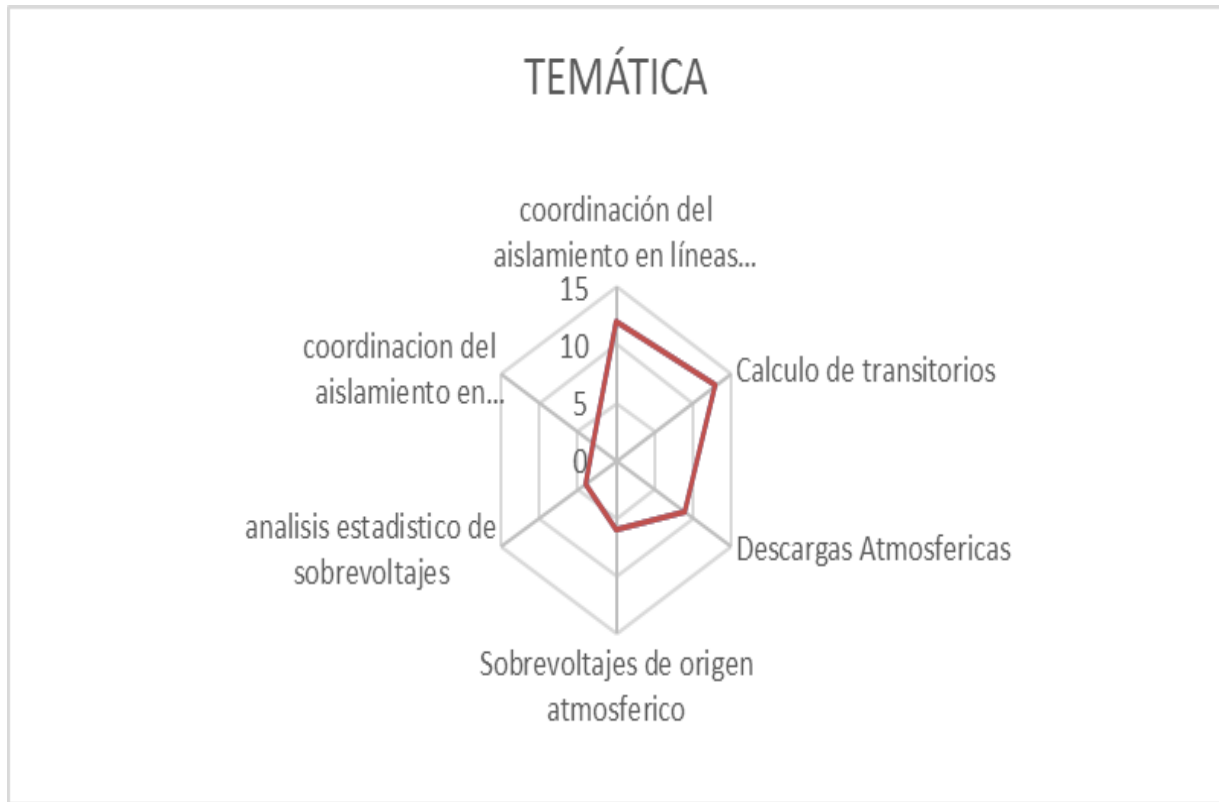 TEMÁTICA
coordinación del
aislamiento en líneas...
15
10
5
0
Calculo de transitorios
Descargas Atmosfericas
Sobrevoltajes de origen
atmosferico
analisis estadistico de
sobrevoltajes
coordinacion del
aislamiento en...